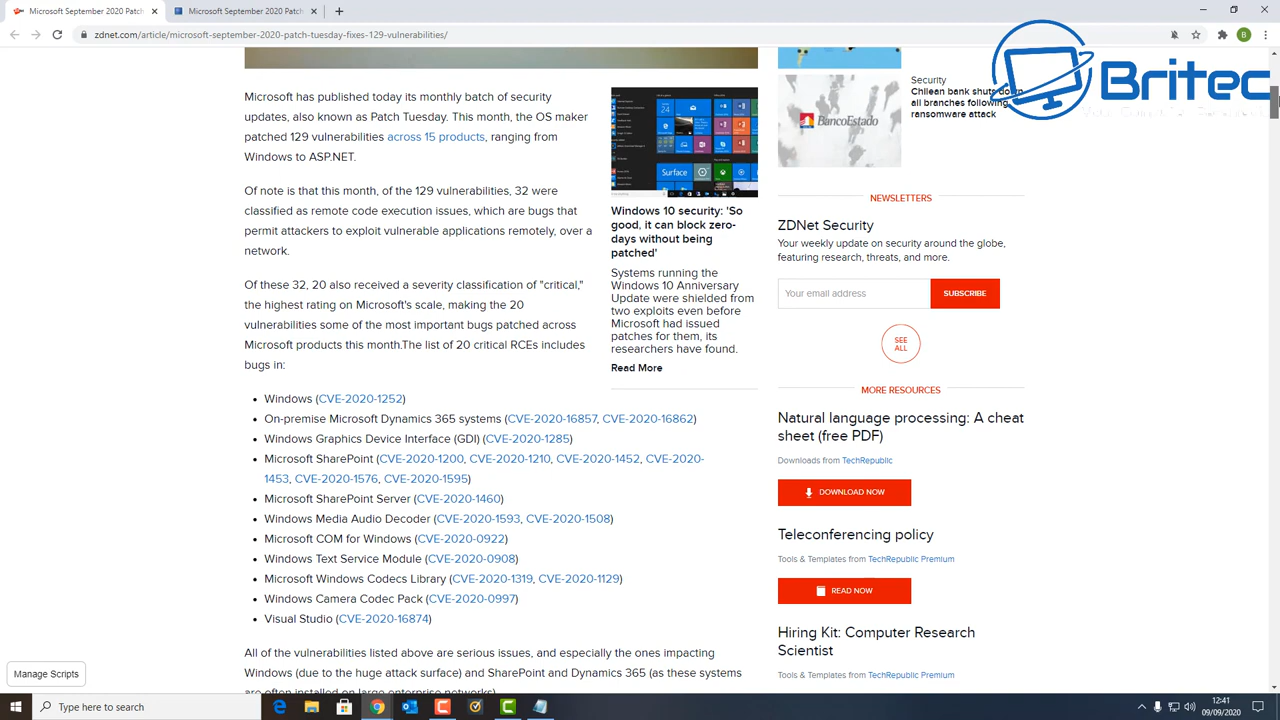 Microsoft September 2020 Patch
Microsoft September 2020 Patch
zdnet.com/article/microsoft-september-2020-patch-tuesday-fixes-129-vulnerabilities/
B
Britec
Microsoft has published today its monthly batch of security
updates, also known as Patch Tuesday. This month, the OS maker
patched 129 vulnerabilities across 15 products, ranging from
Windows to ASP.NET.
Of note is that this month, of the 129 vulnerabilities, 32 were
classified as remote code execution issues, which are bugs that
permit attackers to exploit vulnerable applications remotely, over a
network.
Of these 32, 20 also received a severity classification of "critical,"
the highest rating on Microsoft's scale, making the 20
vulnerabilities some of the most important bugs patched across
Microsoft products this month.The list of 20 critical RCEs includes
bugs in:
Surface
Windows 10 security: 'So
good, it can block zero-
days without being
patched'
Systems running the
Windows 10 Anniversary
Update were shielded from
two exploits even before
Microsoft had issued
patches for them, its
researchers have found.
Read More
• Windows (CVE-2020-1252)
• On-premise Microsoft Dynamics 365 systems (CVE-2020-16857, CVE-2020-16862)
• Windows Graphics Device Interface (GDI) (CVE-2020-1285)
• Microsoft SharePoint (CVE-2020-1200, CVE-2020-1210, CVE-2020-1452, CVE-2020-
1453, CVE-2020-1576, CVE-2020-1595)
• Microsoft SharePoint Server (CVE-2020-1460)
• Windows Media Audio Decoder (CVE-2020-1593, CVE-2020-1508)
• Microsoft COM for Windows (CVE-2020-0922)
• Windows Text Service Module (CVE-2020-0908)
• Microsoft Windows Codecs Library (CVE-2020-1319, CVE-2020-1129)
• Windows Camera Codec Pack (CVE-2020-0997)
• Visual Studio (CVE-2020-16874)
All of the vulnerabilities listed above are serious issues, and especially the ones impacting
Windows (due to the huge attack surface) and SharePoint and Dynamics 365 (as these systems
are often installed on large enterprise networks).
BancoEstado
Security
Chilean bank shuts down
all branches following
ransomware attack
NEWSLETTERS
ZDNet Security
Your weekly update on security around the globe,
featuring research, threats, and more.
Your email address
SUBSCRIBE
SEE
ALL
MORE RESOURCES
Natural language processing: A cheat
sheet (free PDF)
Downloads from TechRepublic
DOWNLOAD NOW
Teleconferencing policy
Tools & Templates from TechRepublic Premium
READ NOW
Hiring Kit: Computer Research
Scientist
Tools & Templates from TechRepublic Premium
Manage Scripts
Type here to search
12:41
09/09/2020